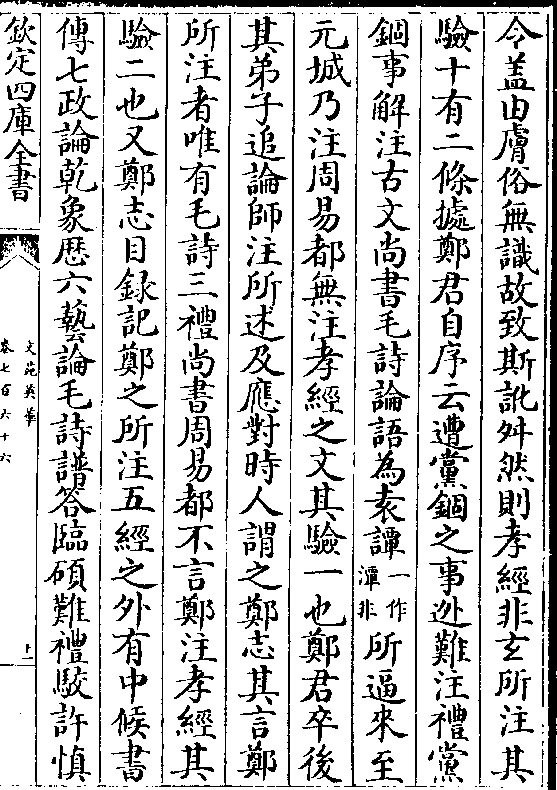 今盖由膚俗無識故致斯訛舛然則孝經非玄所注其
驗十有二條據鄭君自序云遭黨錮之事逃難注禮黨
錮事解注古文尚書毛詩論語為袁譚一作潭非所逼來至
元城乃注周易都無注孝經之文其驗一也鄭君卒後
其弟子追論師注所述及應對時人謂之鄭志其言鄭
所注者唯有毛詩三禮尚書周易都不言鄭注孝經其
驗二也又鄭志目録記鄭之所注五經之外有中候書
傳七政論乾象厯六藝論毛詩譜答臨碩難禮駮許慎
欽定四庫全書
文苑英華
卷七百六十六
十二